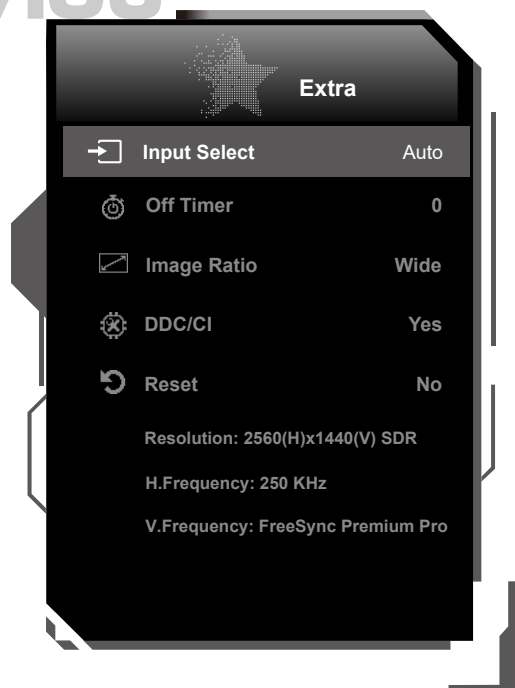 Extra
Input Select Auto
Off Timer 0
Image Ratio Wide
DDC/CI Yes
Reset No
Resolution: 2560(H)x1440(V) SDR
H.Frequency: 250 KHz
V.Frequency: FreeSync Premium Pro